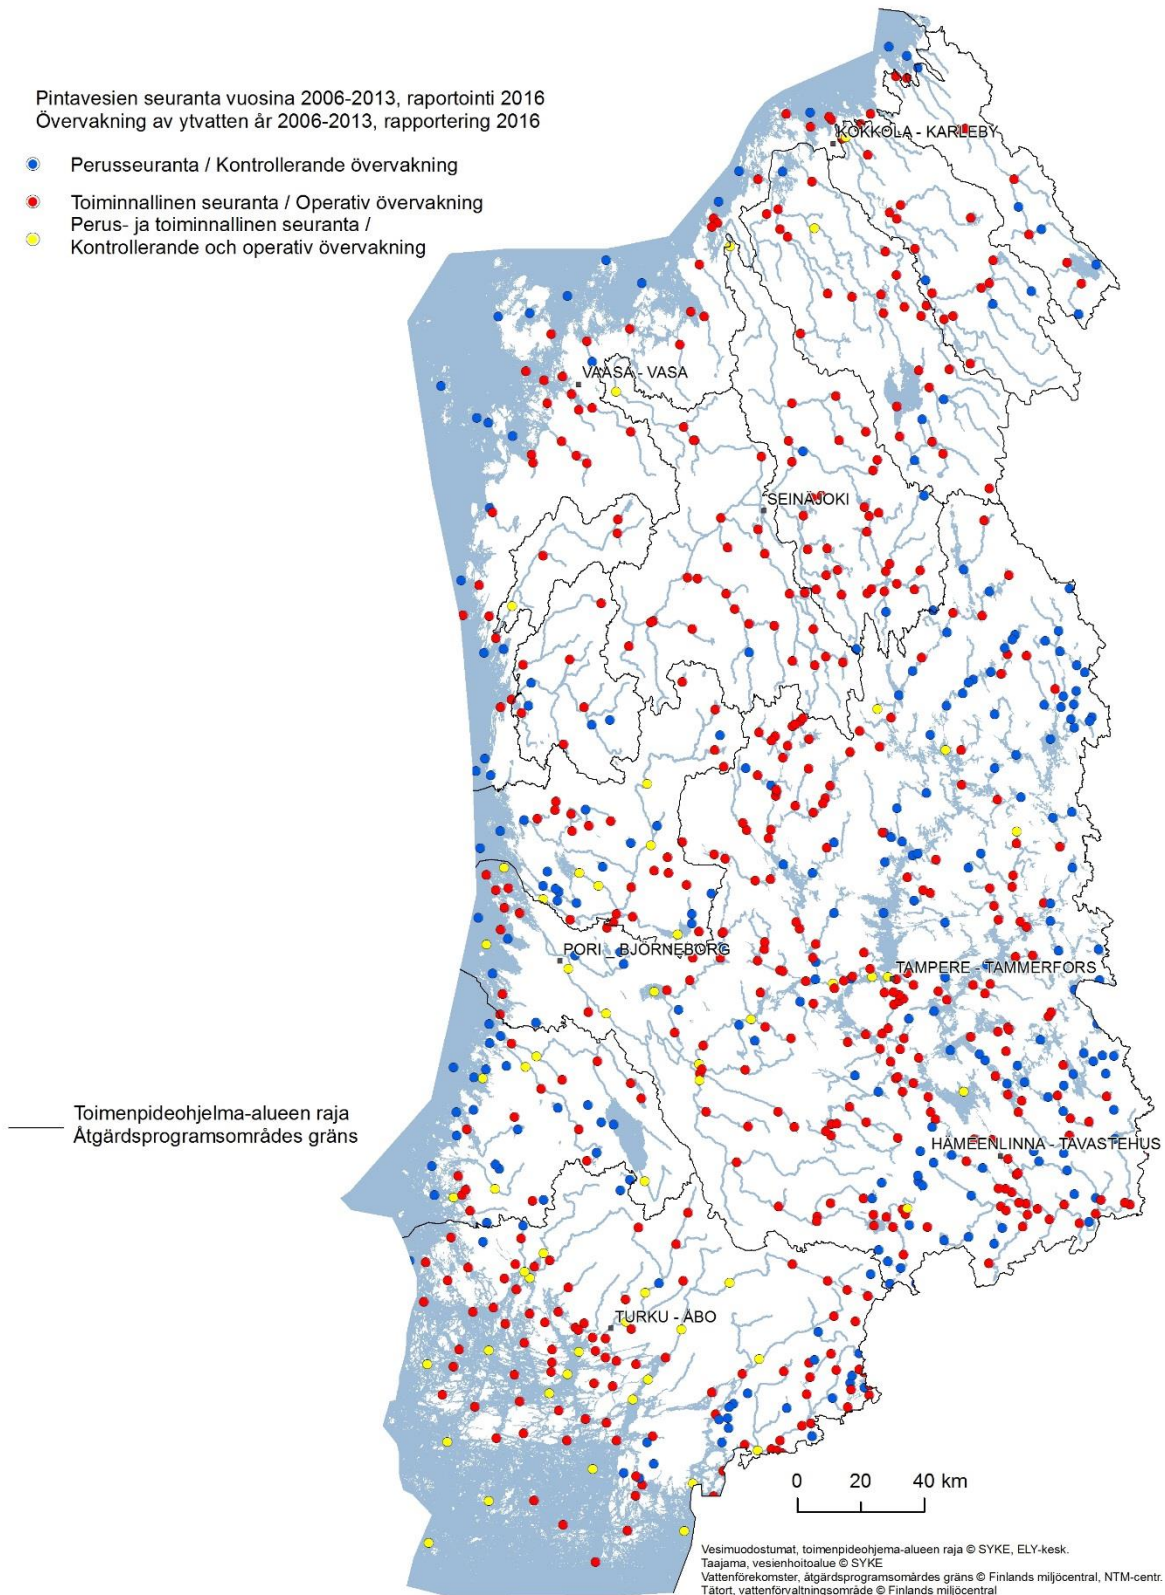 Pintavesien seuranta vuosina 2006-2013, raportointi 2016
Övervakning av ytvatten år 2006-2013, rapportering 2016
Perusseuranta / Kontrollerande övervakning
Toiminnallinen seuranta / Operativ övervakning
Perus- ja toiminnallinen seuranta /
Kontrollerande och operativ övervakning
KOKKOLA - KARLEBY
VAASA - VASA
SEINÄJOKI
PORI _ BJÖRNEBORG
TAMPERE - TAMMERFORS
Toimenpideohjelma-alueen raja
Åtgärdsprogramsområdes gräns
HÄMEENLINNA - TAVASTEHUS
TURKU - ÅBO
0 20 40 km
Vesimuodostumat, toimenpideohjema-alueen raja © SYKE, ELY-kesk.
Taajama, vesienhoitoalue © SYKE
Vattenförekomster, åtgärdsprogramsomårdes gräns © Finlands miljöcentral, NTM-centr.
Tätort, vattenförvaltningsområde © Finlands miljöcentral